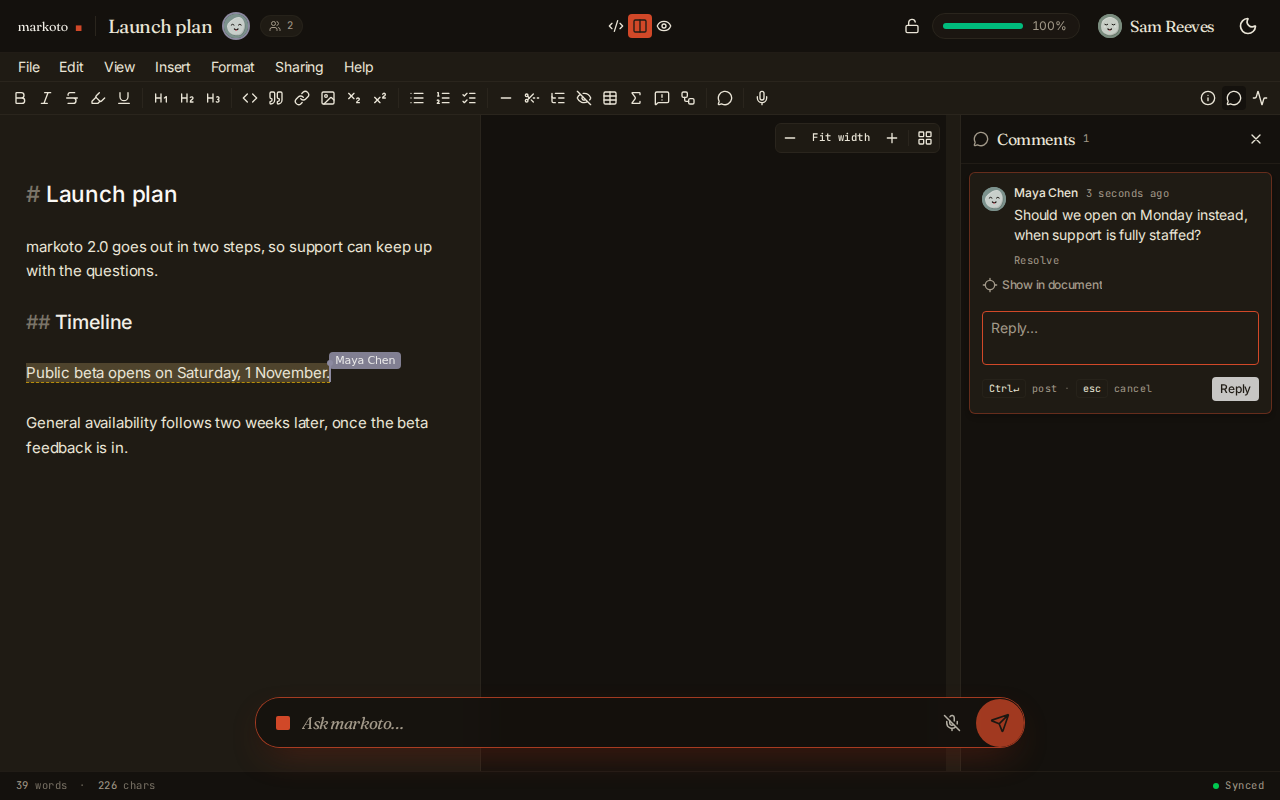 markoto
Launch plan
2
100%
Sam Reeves
File Edit View Insert Format Sharing Help
H1 H2 H3
Fit width
Comments 1
# Launch plan
markoto 2.0 goes out in two steps, so support can keep up
with the questions.
## Timeline
Maya Chen
Public beta opens on Saturday, 1 November.
General availability follows two weeks later, once the beta
feedback is in.
Maya Chen 3 seconds ago
Should we open on Monday instead,
when support is fully staffed?
Resolve
Show in document
Reply...
Ctrl↵ post · esc cancel
Reply
Ask markoto...
39 words · 226 chars
Synced